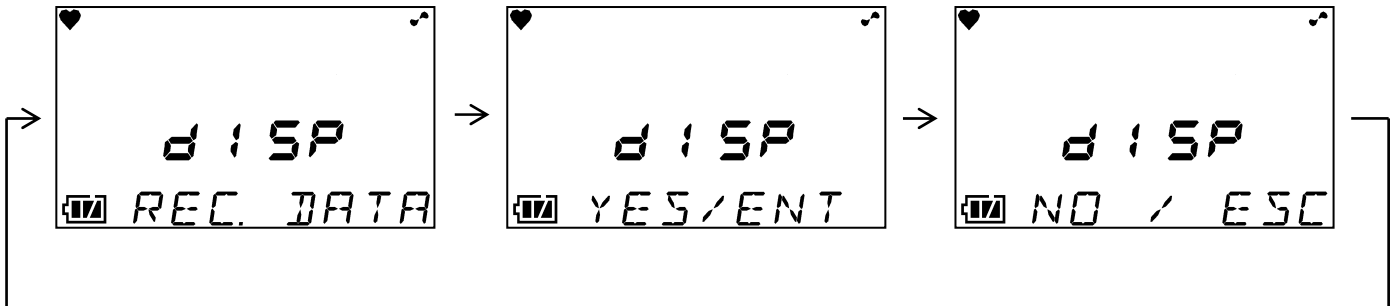 dISP
REC. DATA
dISP
YES/ENT
dISP
NO / ESC